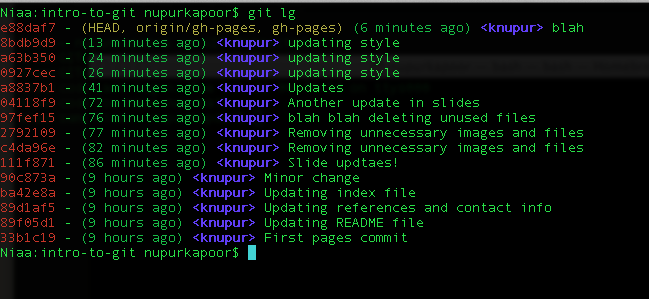 Niaa:intro-to-git nupurkapoor$ git lg
e88daf7 - (HEAD, origin/gh-pages, gh-pages) (6 minutes ago) <knupur> blah
8bdb9d9 - (13 minutes ago) <knupur> updating style
a63b350 - (24 minutes ago) <knupur> updating style
0927cec - (26 minutes ago) <knupur> updating style
a8837b1 - (41 minutes ago) <knupur> Updates
04118f9 - (72 minutes ago) <knupur> Another update in slides
97fef15 - (76 minutes ago) <knupur> blah blah deleting unused files
2792109 - (77 minutes ago) <knupur> Removing unnecessary images and files
c4da96e - (82 minutes ago) <knupur> Removing unnecessary images and files
111f871 - (86 minutes ago) <knupur> Slide updtaes!
90c873a - (9 hours ago) <knupur> Minor change
ba42e8a - (9 hours ago) <knupur> Updating index file
89d1af5 - (9 hours ago) <knupur> Updating references and contact info
89f05d1 - (9 hours ago) <knupur> Updating README file
33b1c19 - (9 hours ago) <knupur> First pages commit
Niaa:intro-to-git nupurkapoor$